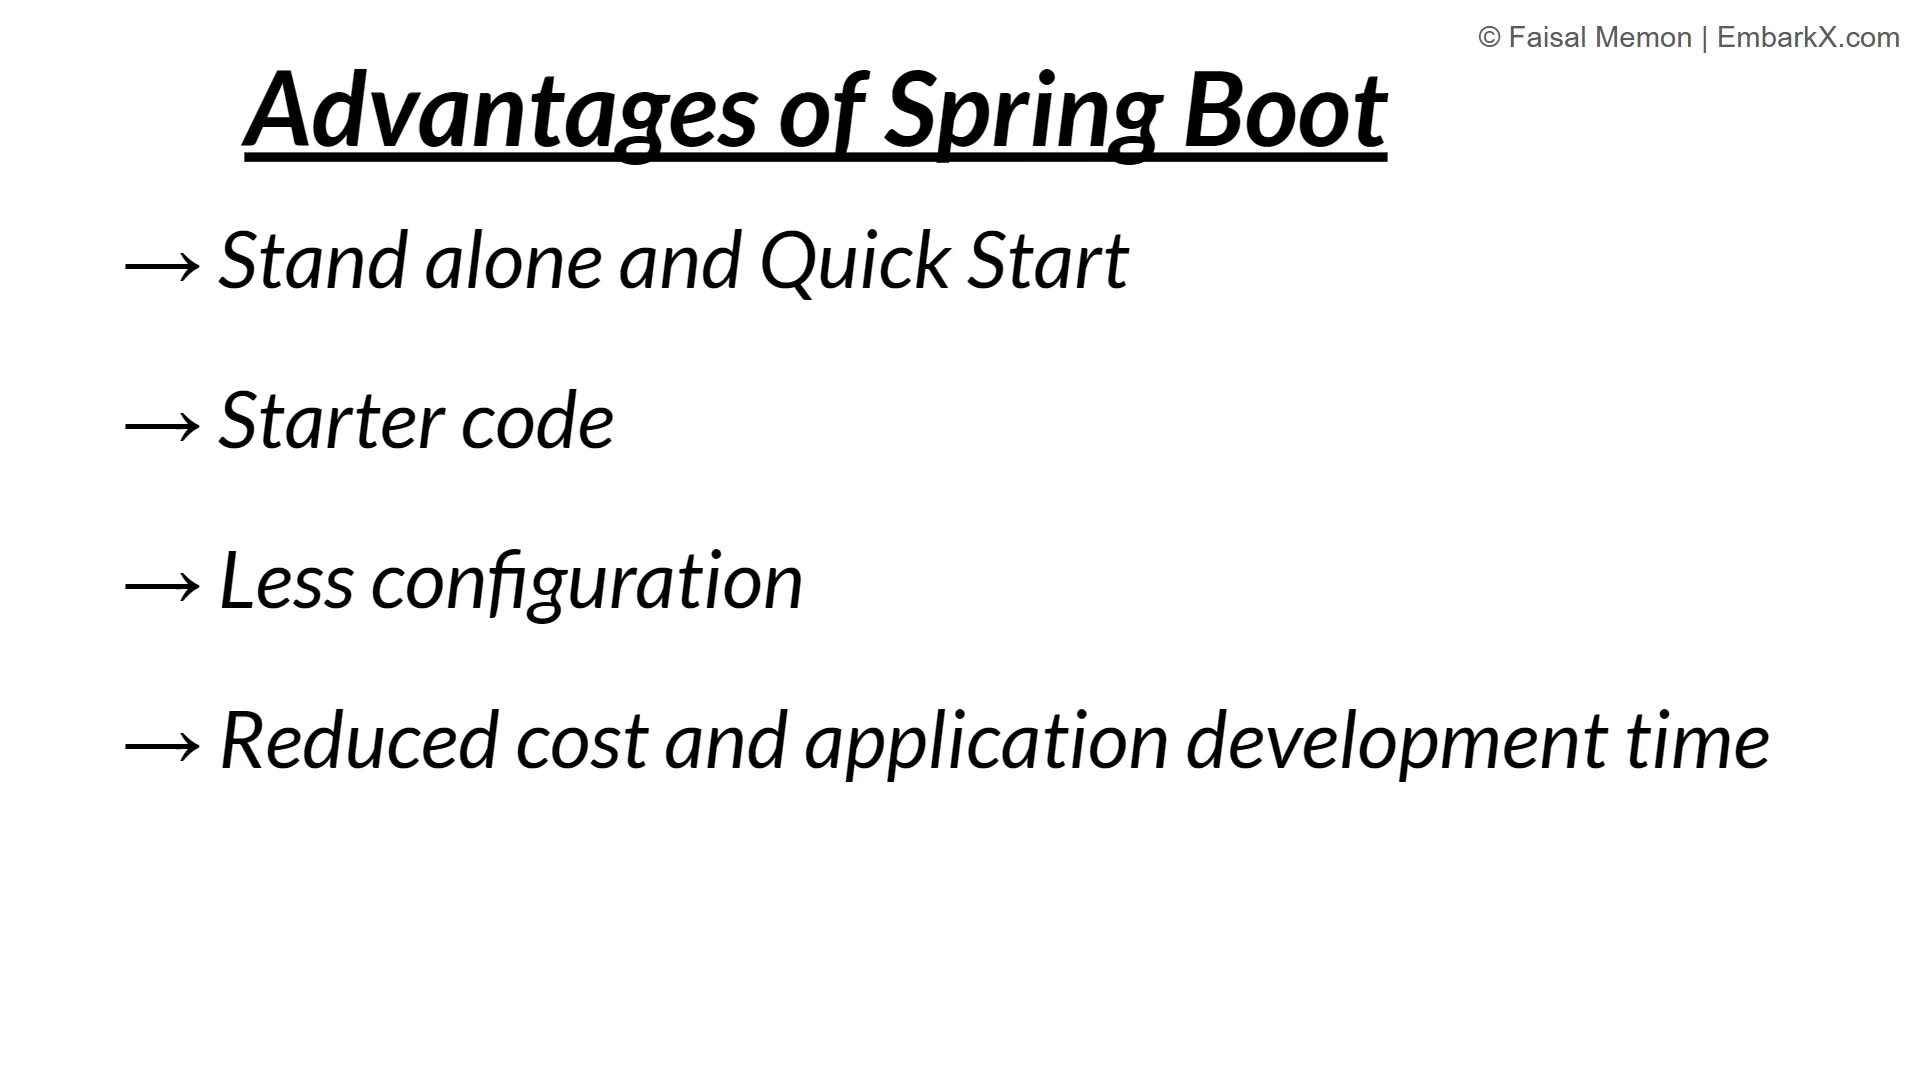 © Faisal Memon | EmbarkX.com
Advantages of Spring Boot
→ Stand alone and Quick Start
→ Starter code
→ Less configuration
→ Reduced cost and application development time